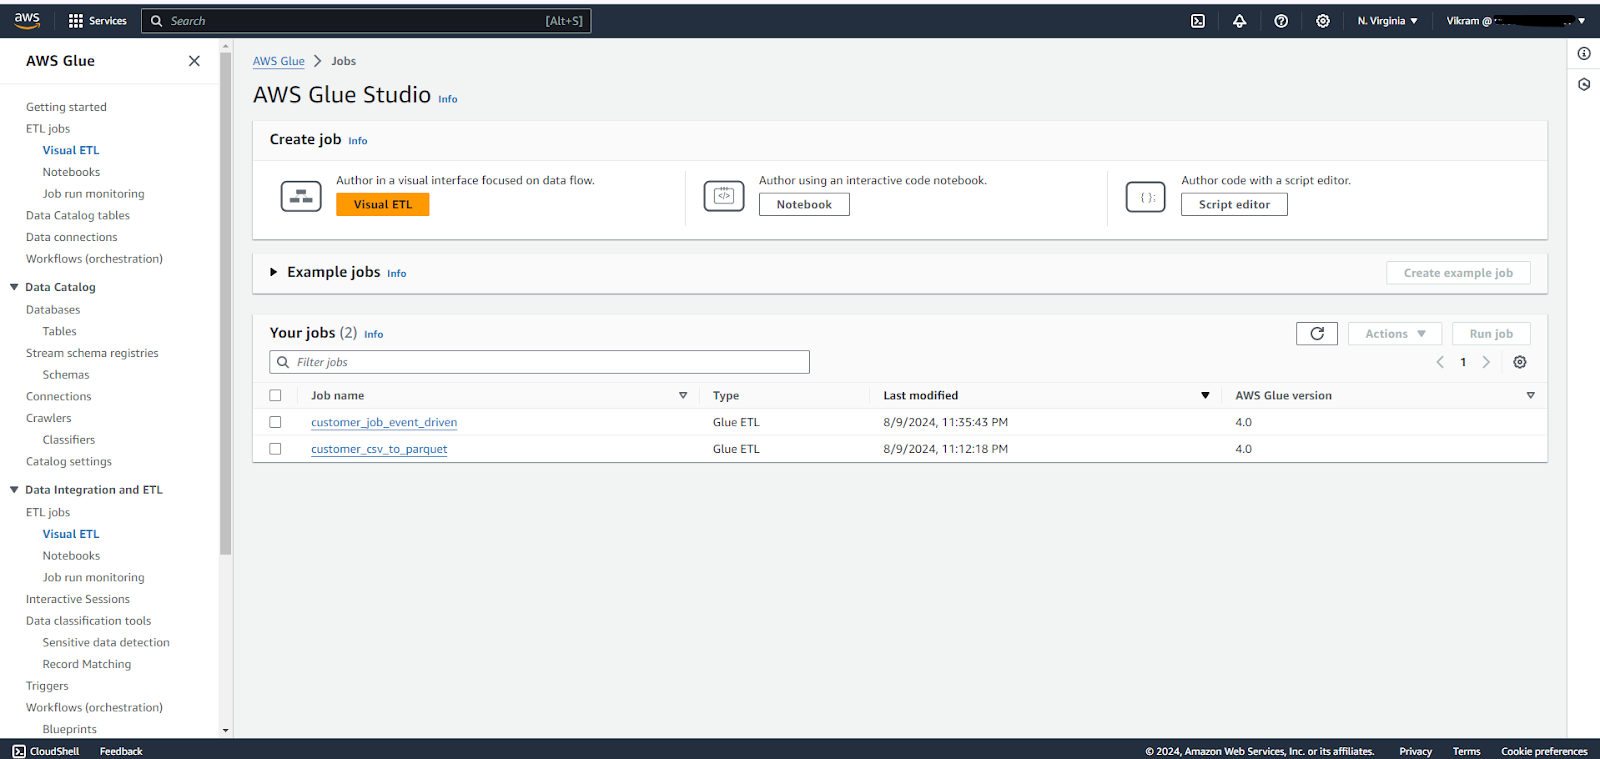 aws Services Search [Alt+S] N. Virginia Vikram @
AWS Glue
Getting started
ETL jobs
Visual ETL
Notebooks
Job run monitoring
Data Catalog tables
Data connections
Workflows (orchestration)
Data Catalog
Databases
Tables
Stream schema registries
Schemas
Connections
Crawlers
Classifiers
Catalog settings
Data Integration and ETL
ETL jobs
Visual ETL
Notebooks
Job run monitoring
Interactive Sessions
Data classification tools
Sensitive data detection
Record Matching
Triggers
Workflows (orchestration)
Blueprints
AWS Glue Jobs
AWS Glue Studio Info
Create job Info
Author in a visual interface focused on data flow.
Visual ETL
Author using an interactive code notebook.
Notebook
Author code with a script editor.
Script editor
Example jobs Info Create example job
Your jobs (2) Info Actions Run job
Filter jobs 1
Job name Type Last modified AWS Glue version
customer_job_event_driven Glue ETL 8/9/2024, 11:35:43 PM 4.0
customer_csv_to_parquet Glue ETL 8/9/2024, 11:12:18 PM 4.0
CloudShell Feedback © 2024, Amazon Web Services, Inc. or its affiliates. Privacy Terms Cookie preferences